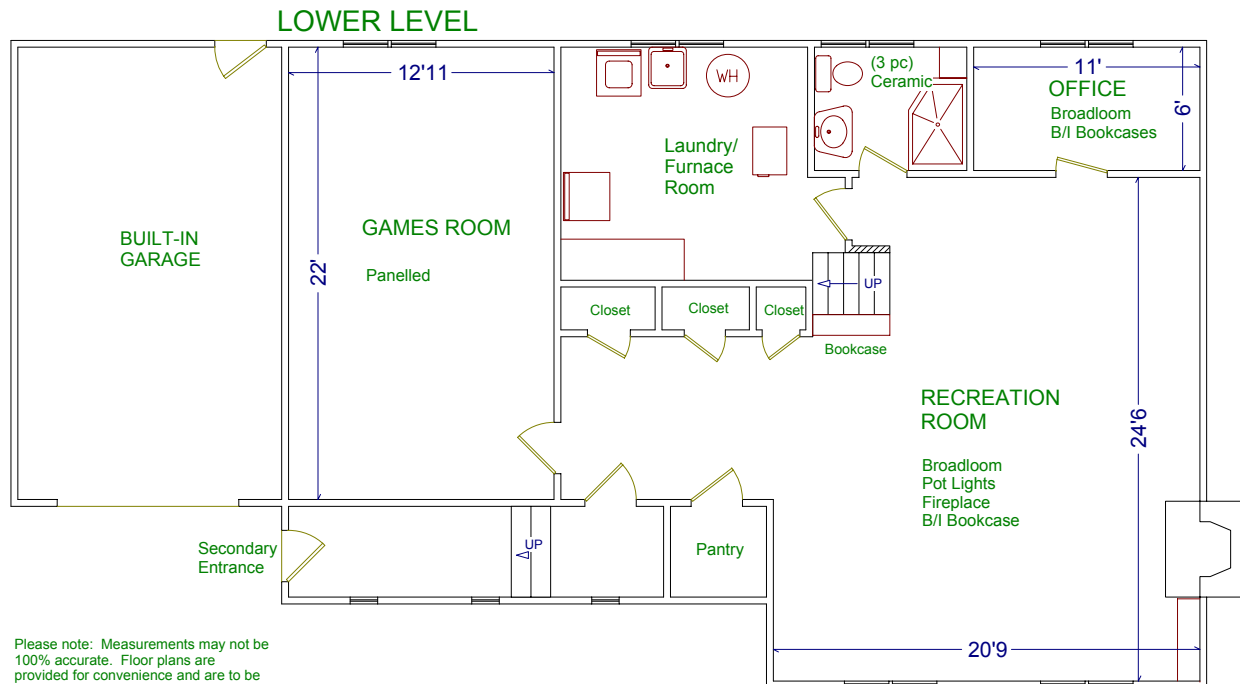 LOWER LEVEL
12'11
22'
GAMES ROOM
Panelled
BUILT-IN
GARAGE
WH
Laundry/
Furnace
Room
(3 pc)
Ceramic
11'
OFFICE
Broadloom
B/I Bookcases
6'
Closet
Closet
Closet
UP
Bookcase
RECREATION
ROOM
Broadloom
Pot Lights
Fireplace
B/I Bookcase
24'6
20'9
Secondary
Entrance
UP
Pantry
Please note: Measurements may not be
100% accurate. Floor plans are
provided for convenience and are to be